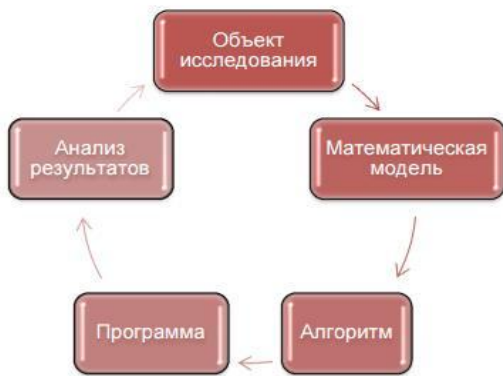 Объект
исследования
Математическая
модель
Алгоритм
Программа
Анализ
результатов